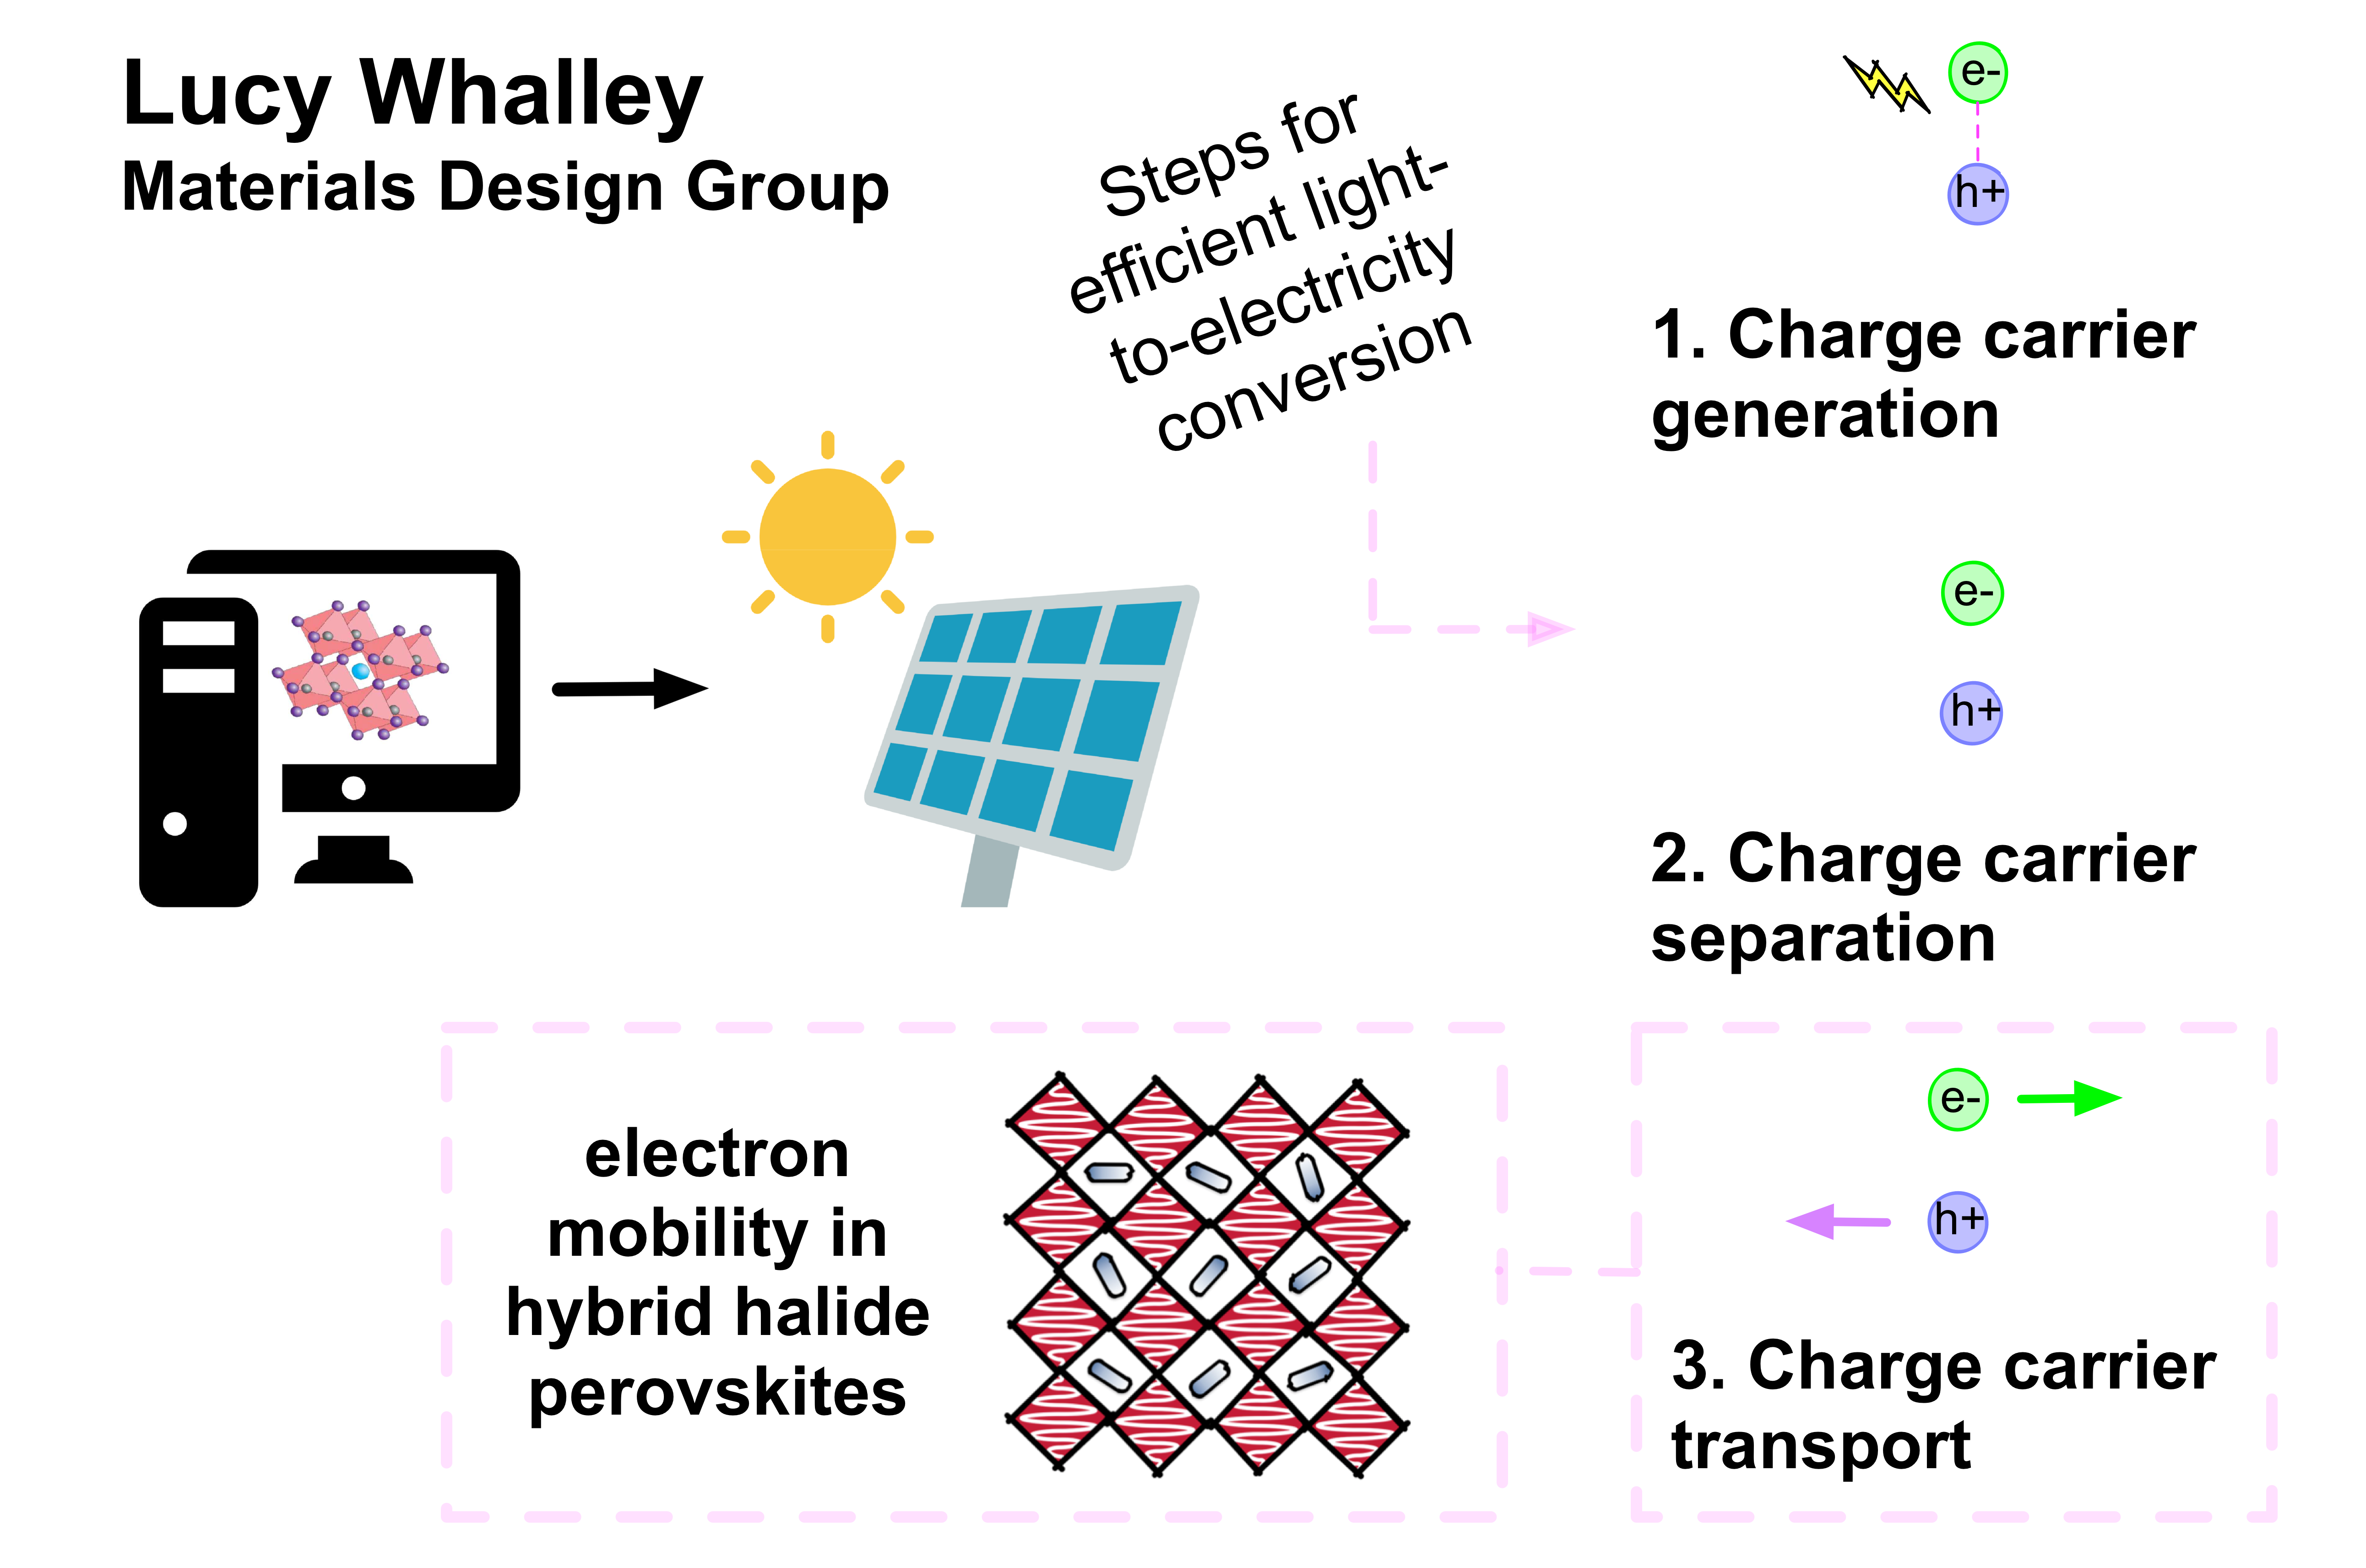 Lucy Whalley
Materials Design Group
Steps for
efficient light-
to-electricity
conversion
e-
h+
1. Charge carrier
generation
e-
h+
2. Charge carrier
separation
electron
mobility in
hybrid halide
perovskites
e-
h+
3. Charge carrier
transport